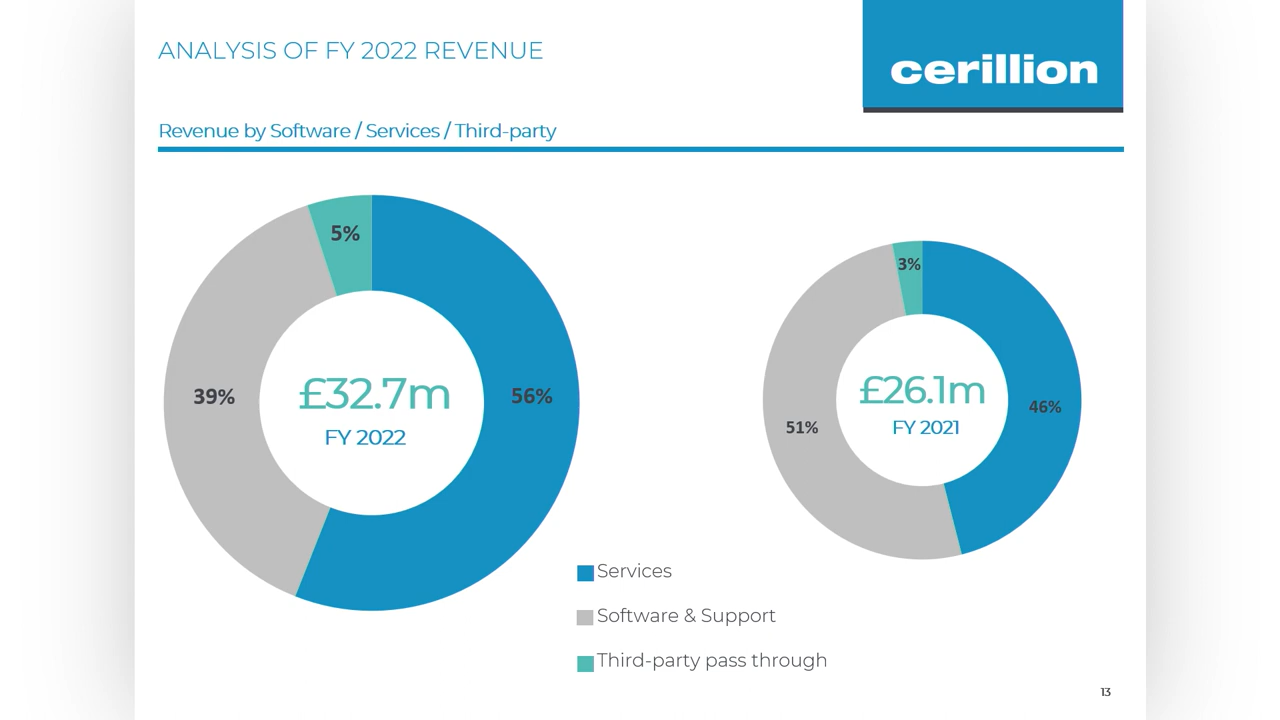 ANALYSIS OF FY 2022 REVENUE
cerillion
Revenue by Software / Services / Third-party
5%
39%
56%
£32.7m
FY 2022
3%
51%
46%
£26.1m
FY 2021
Services
Software & Support
Third-party pass through
13